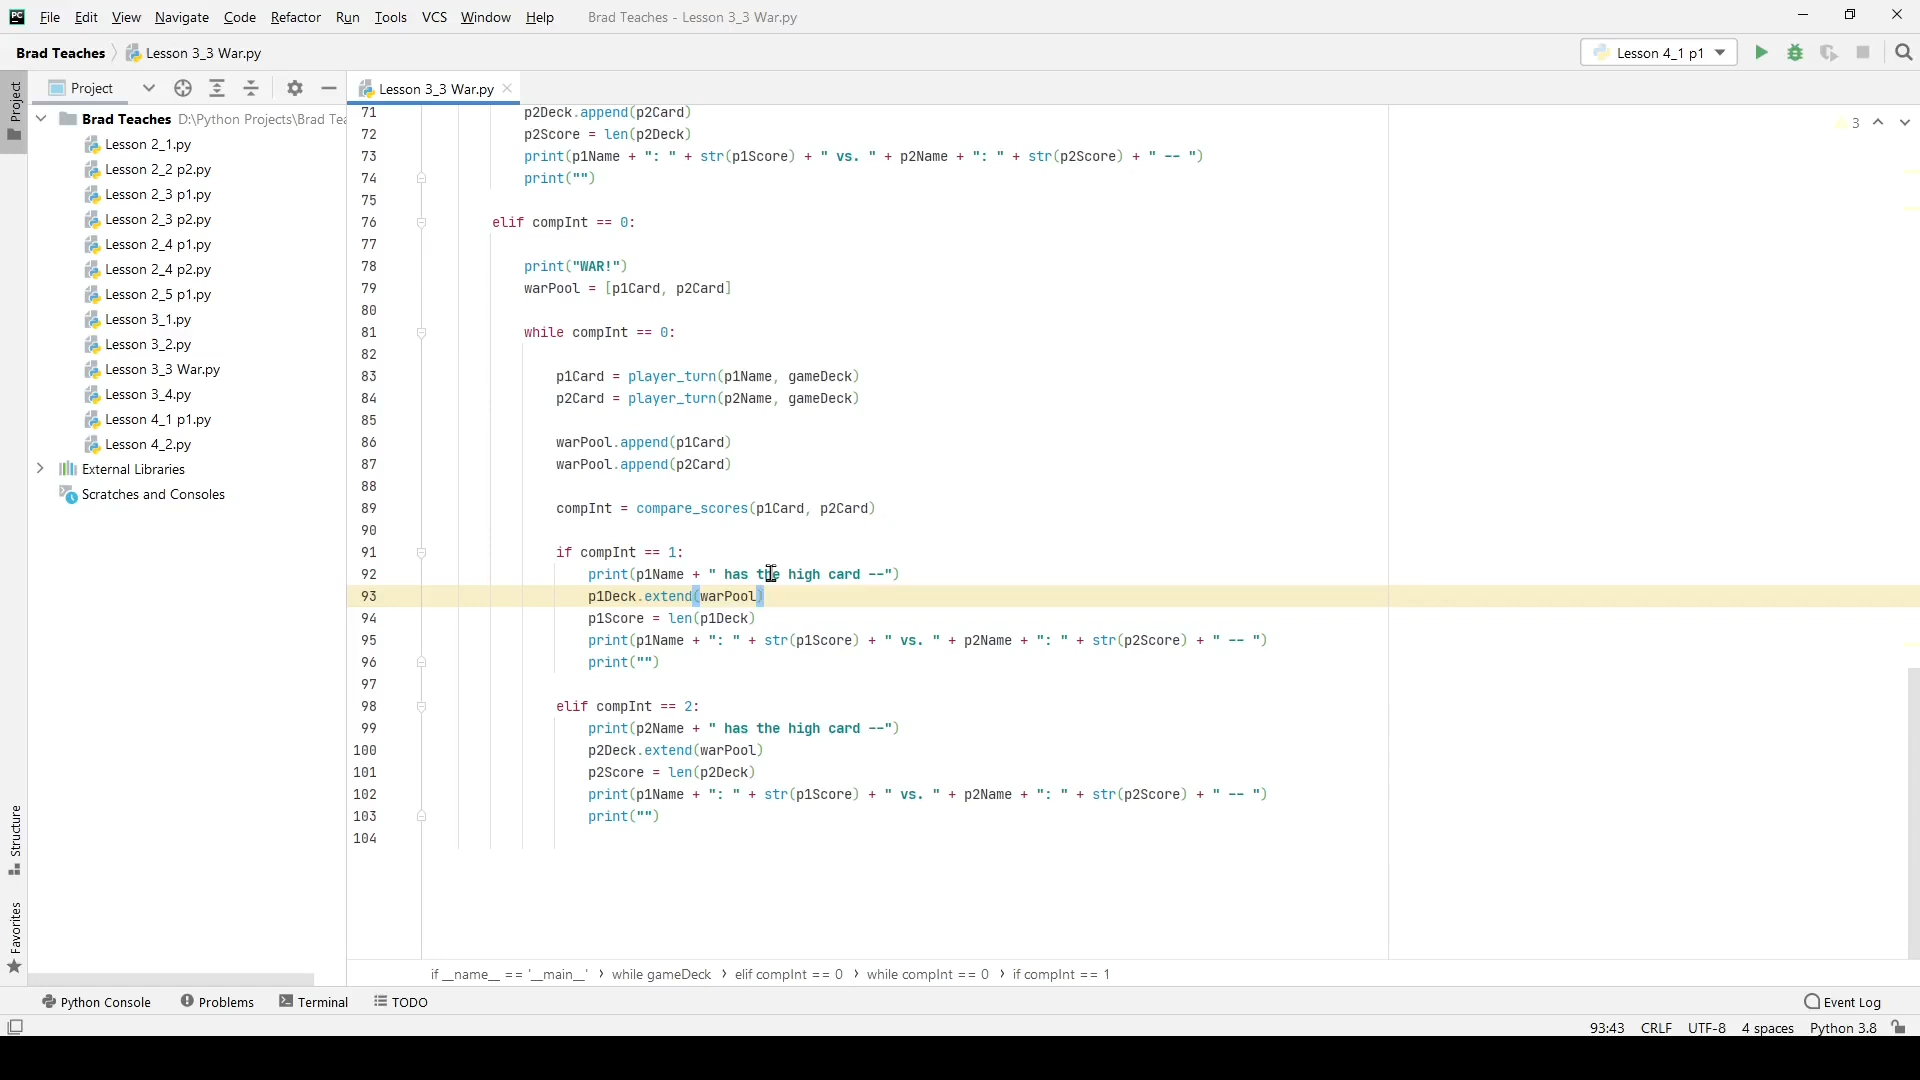 File Edit View Navigate Code Refactor Run Tools VCS Window Help Brad Teaches - Lesson 3_3 War.py
Brad Teaches Lesson 3_3 War.py Lesson 4_1 p1
Project
Project
Lesson 3_3 War.py
Brad Teaches D:\Python Projects\Brad Tea
Lesson 2_1.py
Lesson 2_2 p2.py
Lesson 2_3 p1.py
Lesson 2_3 p2.py
Lesson 2_4 p1.py
Lesson 2_4 p2.py
Lesson 2_5 p1.py
Lesson 3_1.py
Lesson 3_2.py
Lesson 3_3 War.py
Lesson 3_4.py
Lesson 4_1 p1.py
Lesson 4_2.py
External Libraries
Scratches and Consoles
Structure
Favorites
3
71 p2Deck.append(p2Card)
72 p2Score = len(p2Deck)
73 print(p1Name + ": " + str(p1Score) + " vs. " + p2Name + ": " + str(p2Score) + " -- ")
74 print("")
75
76 elif compInt == 0:
77
78 print("WAR!")
79 warPool = [p1Card, p2Card]
80
81 while compInt == 0:
82
83 p1Card = player_turn(p1Name, gameDeck)
84 p2Card = player_turn(p2Name, gameDeck)
85
86 warPool.append(p1Card)
87 warPool.append(p2Card)
88
89 compInt = compare_scores(p1Card, p2Card)
90
91 if compInt == 1:
92 print(p1Name + " has the high card --")
93 p1Deck.extend(warPool)
94 p1Score = len(p1Deck)
95 print(p1Name + ": " + str(p1Score) + " vs. " + p2Name + ": " + str(p2Score) + " -- ")
96 print("")
97
98 elif compInt == 2:
99 print(p2Name + " has the high card --")
100 p2Deck.extend(warPool)
101 p2Score = len(p2Deck)
102 print(p1Name + ": " + str(p1Score) + " vs. " + p2Name + ": " + str(p2Score) + " -- ")
103 print("")
104
if __name__ == '__main__' › while gameDeck › elif compInt == 0 › while compInt == 0 › if compInt == 1
Python Console Problems Terminal TODO Event Log
93:43 CRLF UTF-8 4 spaces Python 3.8